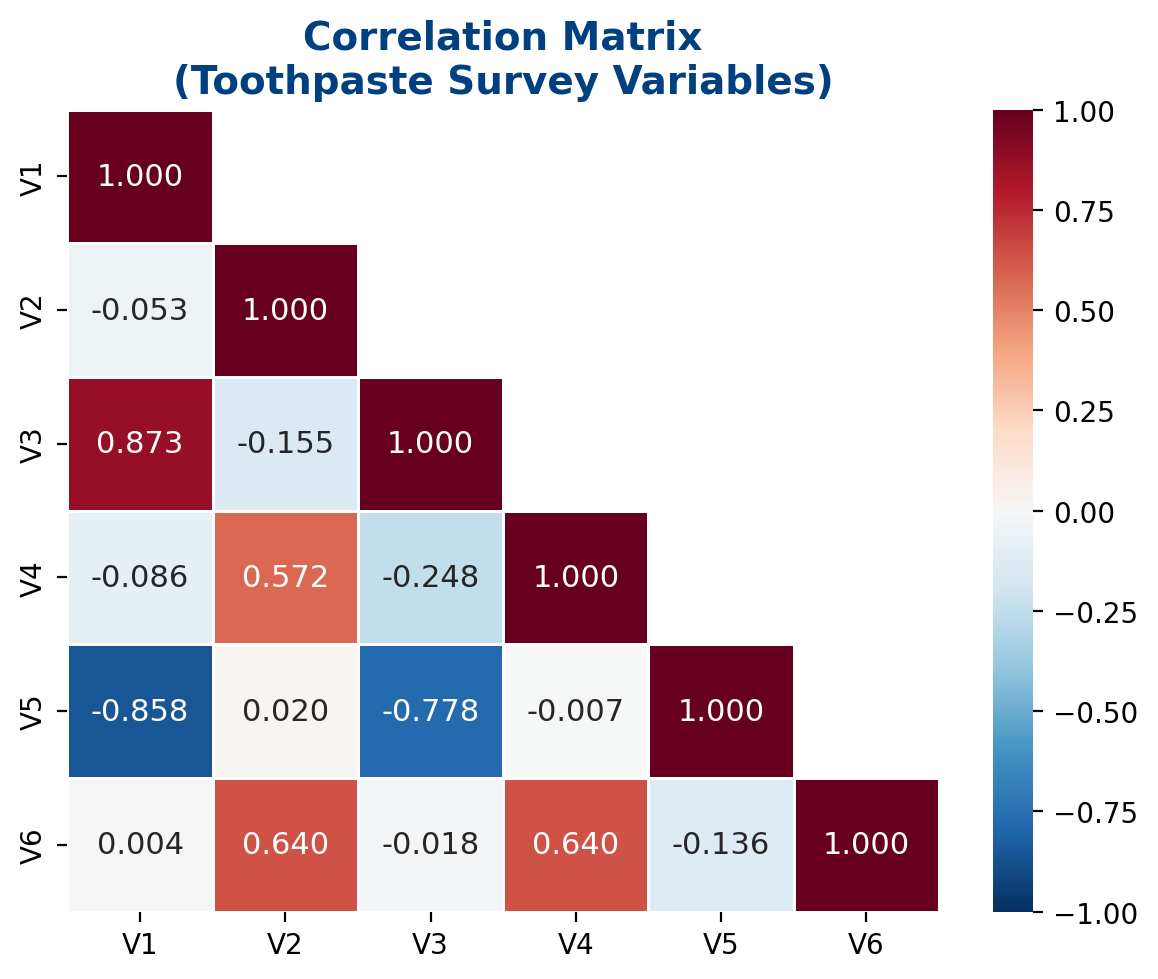 Correlation Matrix
(Toothpaste Survey Variables)
V1 1.000
V2 -0.053 1.000
V3 0.873 -0.155 1.000
V4 -0.086 0.572 -0.248 1.000
V5 -0.858 0.020 -0.778 -0.007 1.000
V6 0.004 0.640 -0.018 0.640 -0.136 1.000
V1 V2 V3 V4 V5 V6
1.00
0.75
0.50
0.25
0.00
−0.25
−0.50
−0.75
−1.00